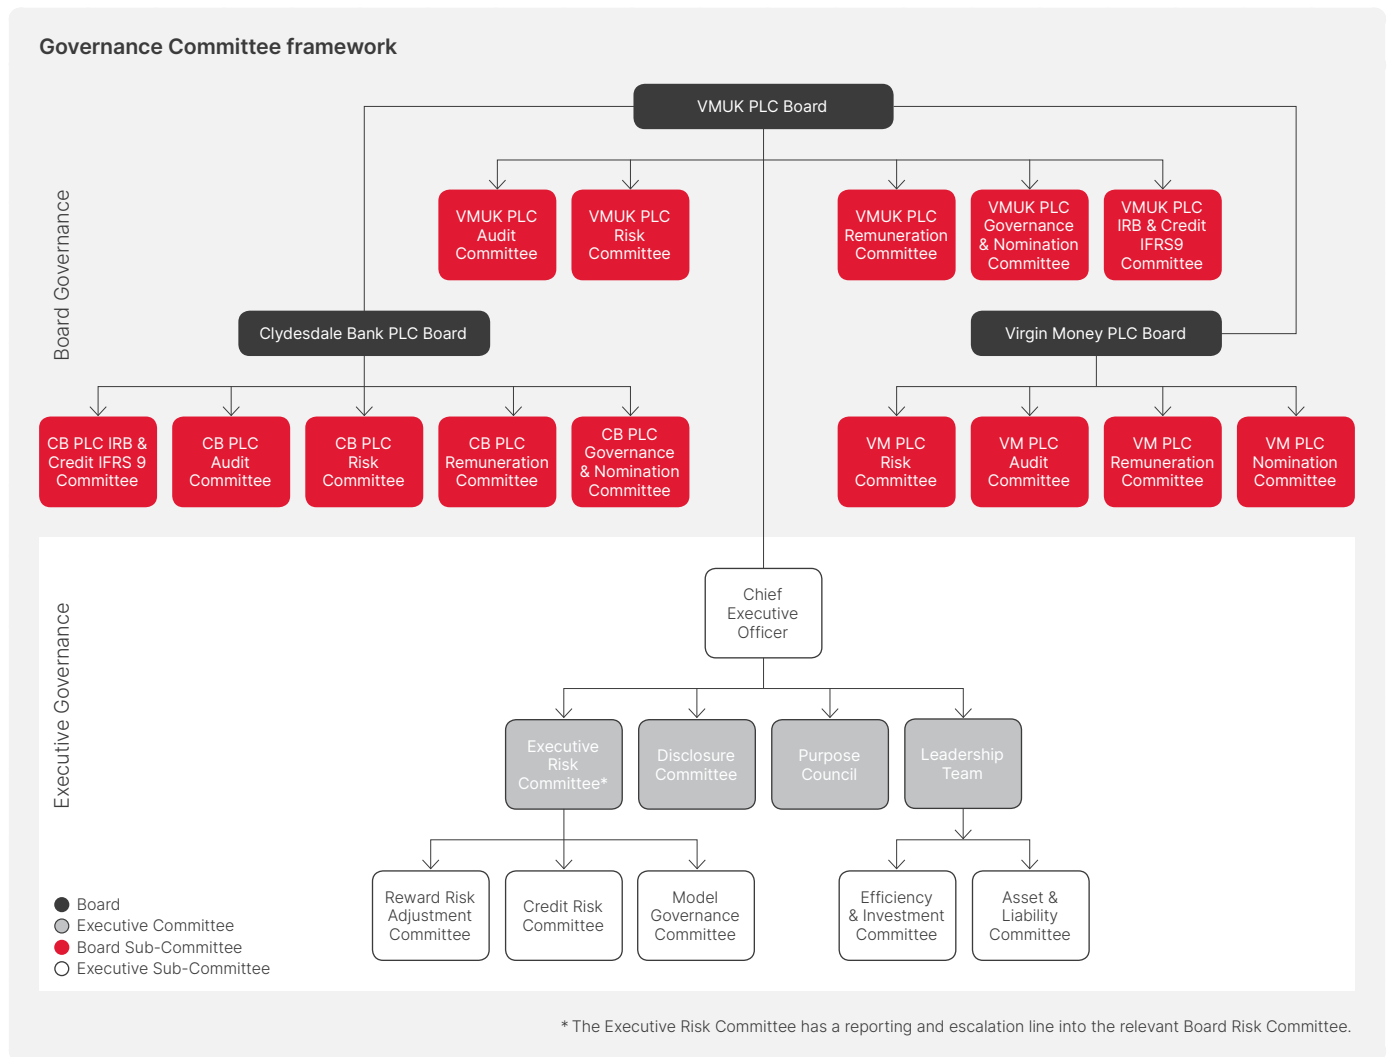 Governance Committee framework
Board Governance
VMUK PLC Board
VMUK PLC
Audit
Committee
VMUK PLC
Risk
Committee
VMUK PLC
Remuneration
Committee
VMUK PLC
Governance
& Nomination
Committee
VMUK PLC
IRB & Credit
IFRS9
Committee
Clydesdale Bank PLC Board
Virgin Money PLC Board
CB PLC IRB &
Credit IFRS 9
Committee
CB PLC
Audit
Committee
CB PLC
Risk
Committee
CB PLC
Remuneration
Committee
CB PLC
Governance
& Nomination
Committee
VM PLC
Risk
Committee
VM PLC
Audit
Committee
VM PLC
Remuneration
Committee
VM PLC
Nomination
Committee
Executive Governance
Chief
Executive
Officer
Executive
Risk
Committee*
Disclosure
Committee
Purpose
Council
Leadership
Team
Reward Risk
Adjustment
Committee
Credit Risk
Committee
Model
Governance
Committee
Efficiency
& Investment
Committee
Asset &
Liability
Committee
Board
Executive Committee
Board Sub-Committee
Executive Sub-Committee
* The Executive Risk Committee has a reporting and escalation line into the relevant Board Risk Committee.